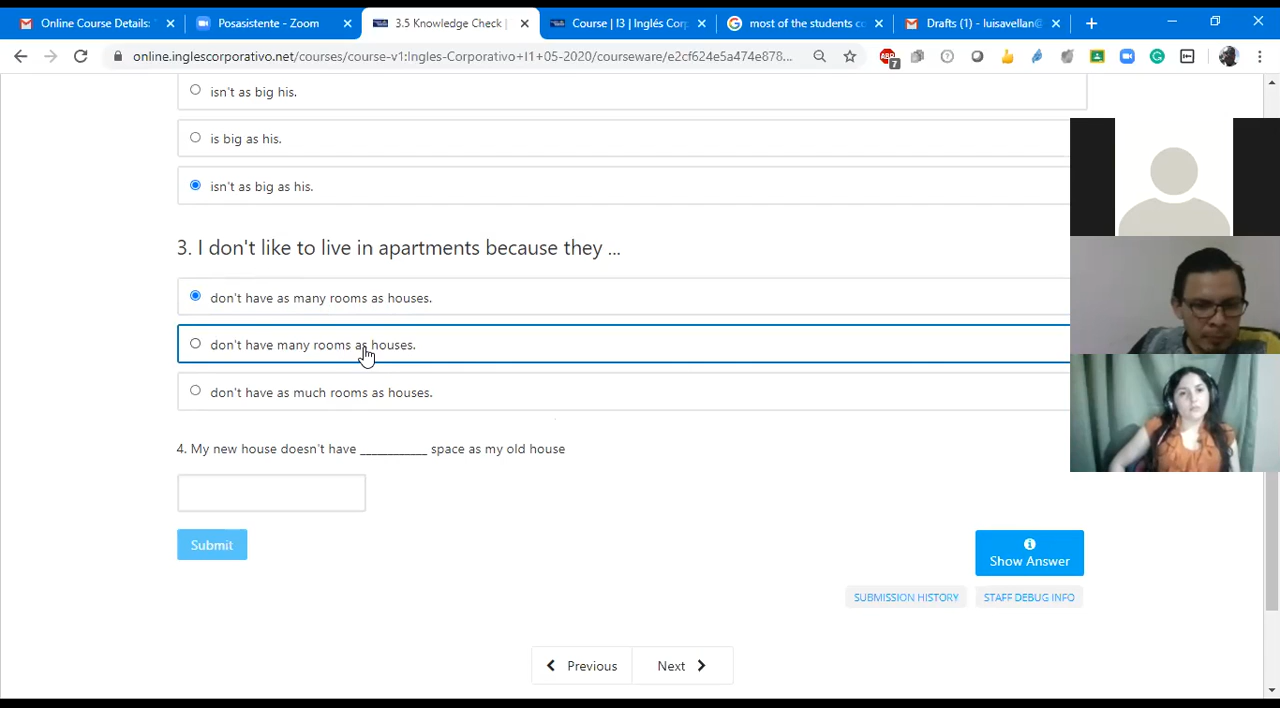 Online Course Details:
Posasistente - Zoom
3.5 Knowledge Check |
Course | I3 | Inglés Corp
most of the students c
Drafts (1) - luisavellan@
online.inglescorporativo.net/courses/course-v1:Ingles-Corporativo+I1+05-2020/courseware/e2cf624e5a474e878...
7
isn't as big his.
is big as his.
isn't as big as his.
3. I don't like to live in apartments because they ...
don't have as many rooms as houses.
don't have many rooms as houses.
don't have as much rooms as houses.
4. My new house doesn't have ___________ space as my old house
Submit
Show Answer
SUBMISSION HISTORY
STAFF DEBUG INFO
Previous
Next